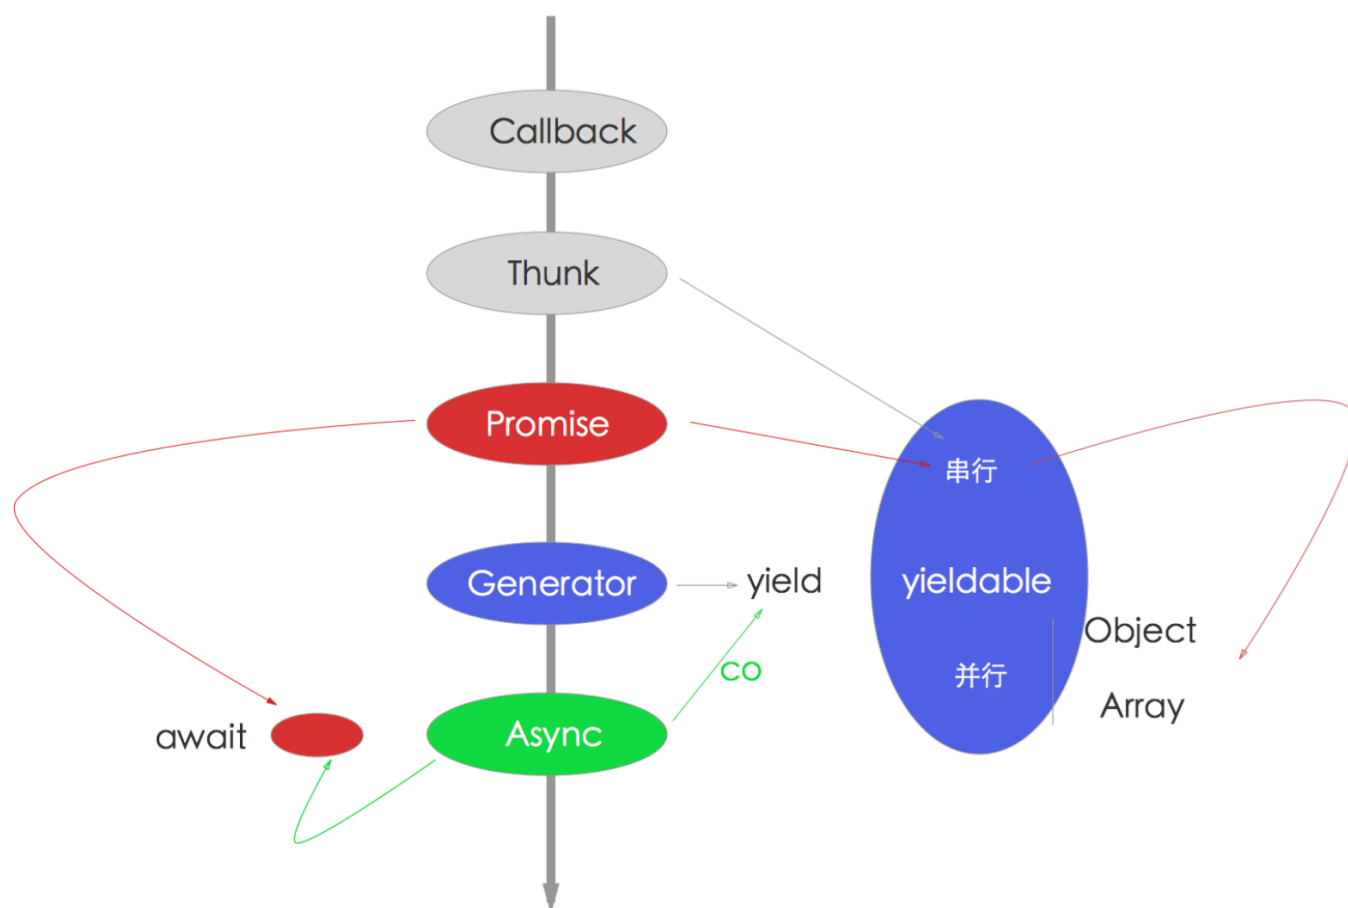 Callback
Thunk
Promise
串行
Generator
yield
yieldable
Object
co
并行
Array
await
Async